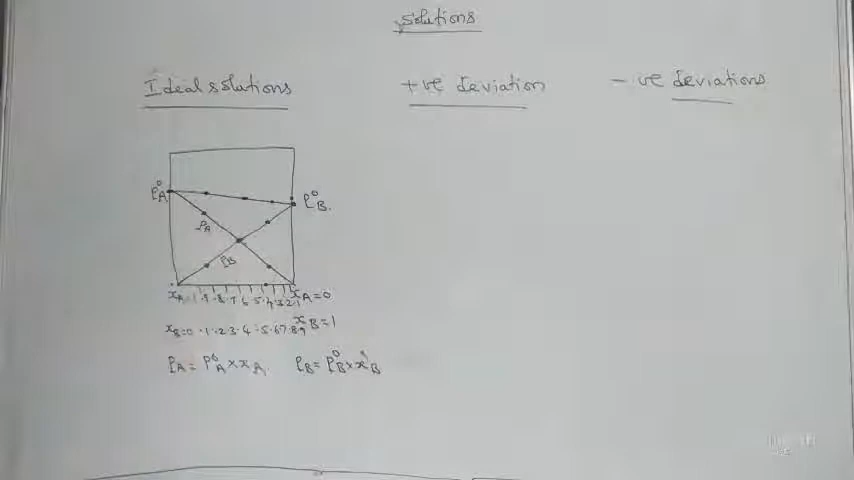 Solutions
Ideal solutions +ve deviation -ve deviations
P°A P°B.
PA
PB
xA=1 .9 .8 .7 .6 .5 .4 .3 .2 .1 xA=0
xB=0 .1 .2 .3 .4 .5 .6 .7 .8 .9 xB=1
PA = P°A × xA PB = P°B × xB